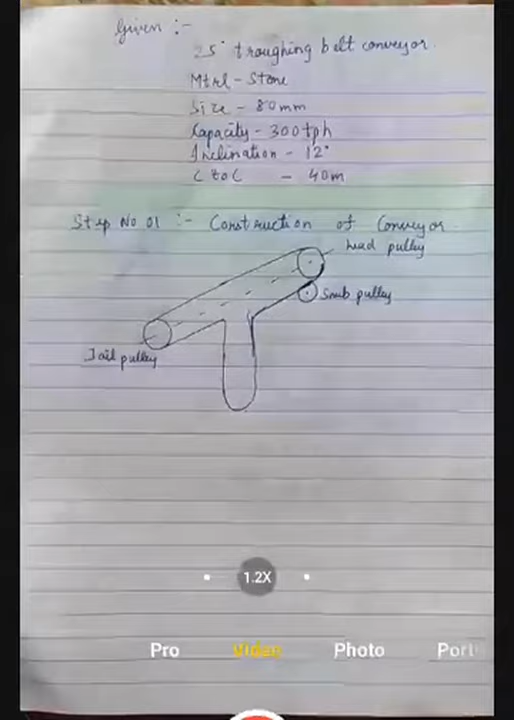 Given :-
25° troughing belt conveyor.
Mtrl - Stone
Size - 80mm
Capacity - 300tph
Inclination - 12°
C to C - 40m
Step No 01 :- Construction of Conveyor.
head pulley
Snub pulley
Tail pulley
1.2X
Pro Video Photo Port